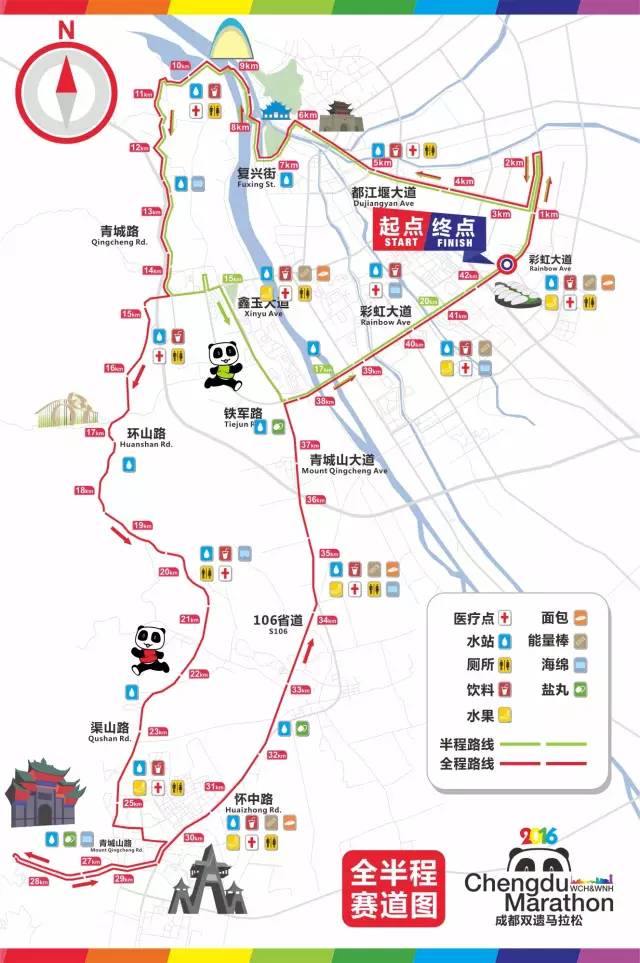 N
10km
9km
11km
8km
6km
12km
7km
5km
2km
复兴街
Fuxing St.
4km
都江堰大道
Dujiangyan Ave
3km
1km
13km
青城路
Qingcheng Rd.
起点
START
终点
FINISH
14km
15km
42km
彩虹大道
Rainbow Ave
鑫玉大道
Xinyu Ave
彩虹大道
Rainbow Ave
20km
41km
15km
40km
16km
17km
39km
38km
铁军路
Tiejun
17km
环山路
Huanshan Rd.
37km
青城山大道
Mount Qingcheng Ave
18km
36km
19km
35km
20km
21km
106省道
S106
34km
22km
33km
渠山路
Qushan Rd.
23km
32km
31km
25km
怀中路
Huaizhong Rd.
青城山路
Mount Qingcheng Rd.
30km
27km
28km
29km
医疗点
面包
水站
能量棒
厕所
海绵
饮料
盐丸
水果
半程路线
全程路线
全半程
赛道图
2016
Chengdu
WCH&WNH
Marathon
成都双遗马拉松